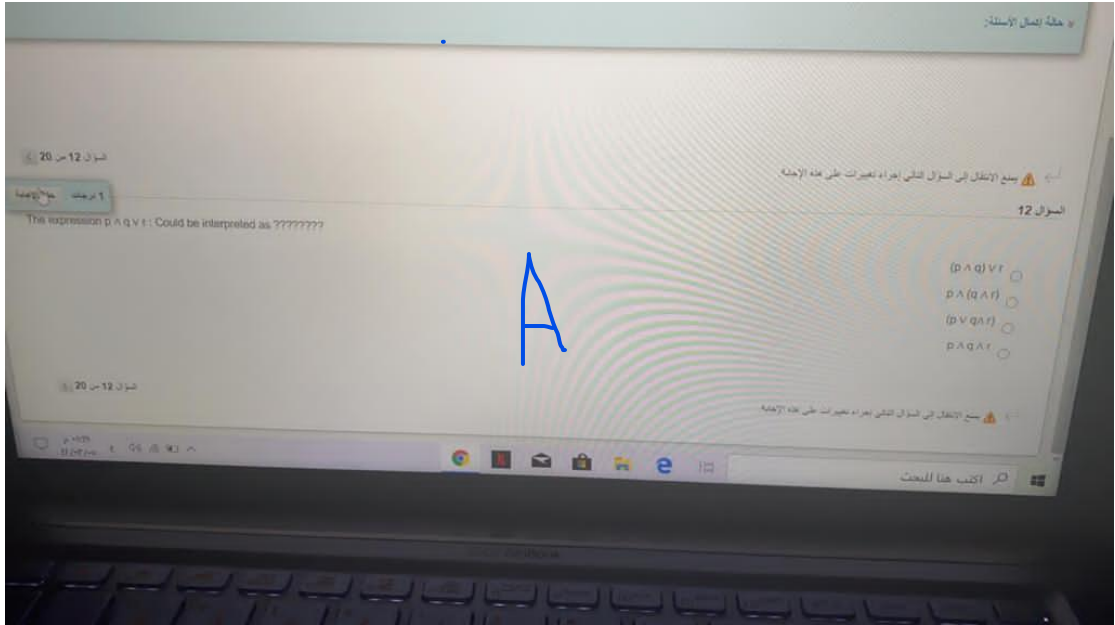 « حالة إكمال الأسئلة:
السؤال 12 من 20
يمنع الانتقال إلى السؤال التالي إجراء تغييرات على هذه الإجابة
السؤال 12
1 درجات
The expression p ∧ q ∨ r : Could be interpreted as ????????
(p ∧ q) ∨ r
p ∧ (q ∧ r)
(p ∨ q∧ r)
p ∧ q ∧ r
A
السؤال 12 من 20
يمنع الانتقال إلى السؤال التالي إجراء تغييرات على هذه الإجابة
اكتب هنا للبحث